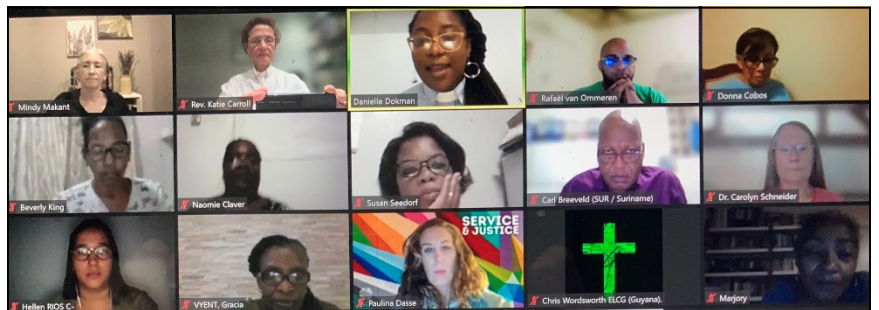 Mindy Makant
Rev. Katie Carroll
Danielle Dokman
Rafaël van Ommeren
Donna Cobos
Beverly King
Naomie Claver
Susan Seedorf
Carl Breeveld (SUR / Suriname)
Dr. Carolyn Schneider
Hellen RIOS C-
VYENT, Gracia
SERVICE
& JUSTICE
Paulina Dasse
Chris Wordsworth ELCG (Guyana).
Marjory